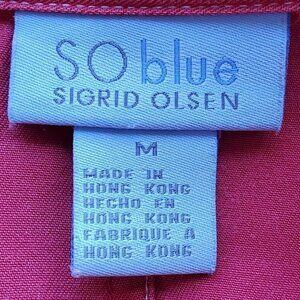 SO blue
SIGRID OLSEN
M
MADE IN
HONG KONG
HECHO EN
HONG KONG
FABRIQUE A
HONG KONG